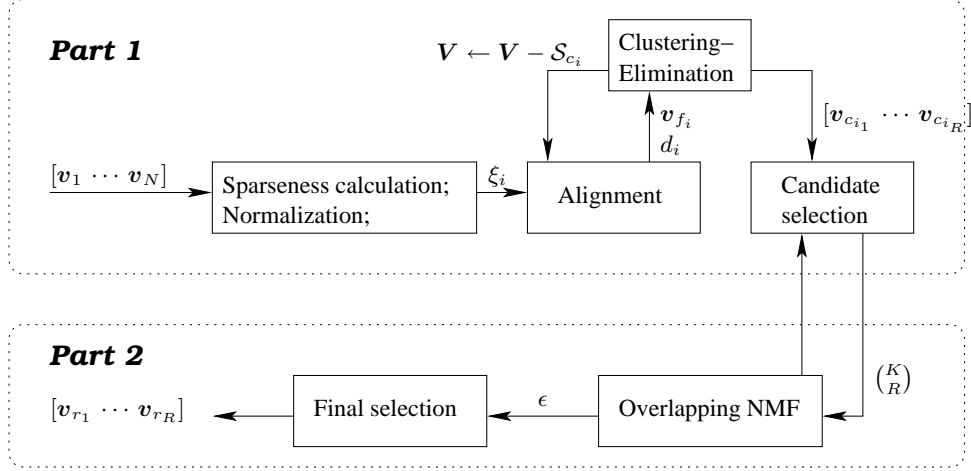 Part 1
V ← V − S_{c_i}
Clustering–
Elimination
v_{f_i}
d_i
[v_{c_{i_1}} ⋯ v_{c_{i_R}}]
[v_1 ⋯ v_N]
Sparseness calculation;
Normalization;
ξ_i
Alignment
Candidate
selection
Part 2
(K R)
[v_{r_1} ⋯ v_{r_R}]
Final selection
ϵ
Overlapping NMF